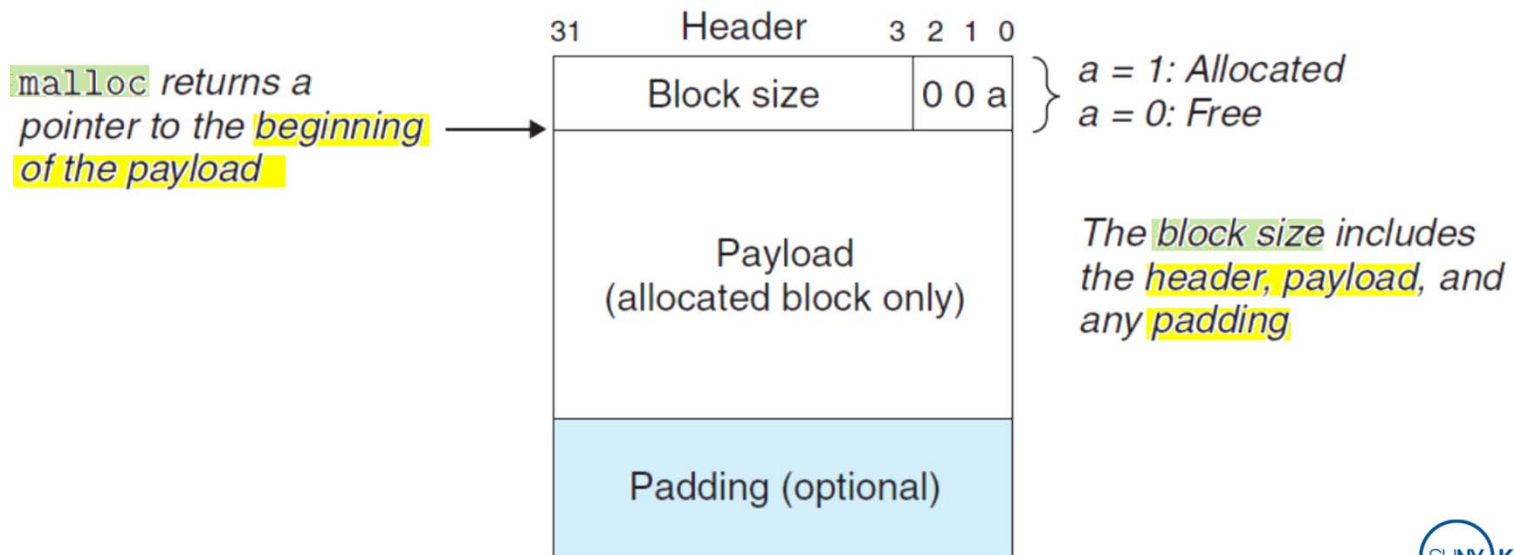 31 Header 3 2 1 0
malloc returns a
pointer to the beginning
of the payload
Block size
0 0 a
a = 1: Allocated
a = 0: Free
Payload
(allocated block only)
The block size includes
the header, payload, and
any padding
Padding (optional)